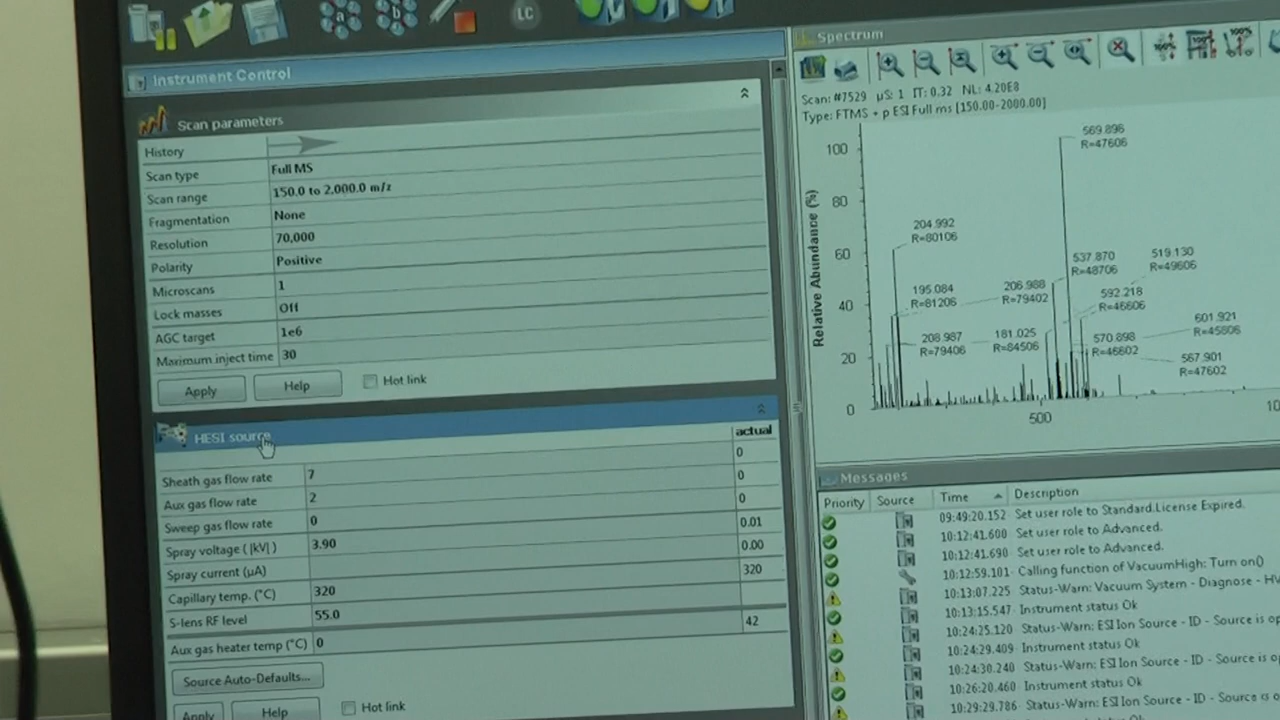 a
b
LC
Instrument Control
Scan parameters
History
Scan type Full MS
Scan range 150.0 to 2,000.0 m/z
Fragmentation None
Resolution 70,000
Polarity Positive
Microscans 1
Lock masses Off
AGC target 1e6
Maximum inject time 30
Apply Help Hot link
HESI source actual
Sheath gas flow rate 7 0
Aux gas flow rate 2 0
Sweep gas flow rate 0 0
Spray voltage ( |kV| ) 3.90 0.01
Spray current (µA) 0.00
Capillary temp. (°C) 320 320
S-lens RF level 55.0
Aux gas heater temp (°C) 0 42
Source Auto-Defaults...
Apply Help Hot link
Spectrum
100% 100% 100%
Scan: #7529 µS: 1 IT: 0.32 NL: 4.20E8
Type: FTMS + p ESI Full ms [150.00-2000.00]
Relative Abundance (%)
100
80
60
40
20
0
500
569.896
R=47606
204.992
R=80106
537.870
R=48706
519.130
R=49606
195.084
R=81206
206.988
R=79402
592.218
R=46606
208.987
R=79406
181.025
R=84506
570.898
R=46602
601.921
R=45806
567.901
R=47602
Messages
Priority Source Time Description
09:49:20.152 Set user role to Standard.License Expired.
10:12:41.680 Set user role to Advanced.
10:12:41.690 Set user role to Advanced.
10:12:59.101 Calling function of VacuumHigh: Turn on()
10:13:07.225 Status-Warn: Vacuum System - Diagnose - HV
10:13:15.547 Instrument status Ok
10:24:25.120 Status-Warn: ESI Ion Source - ID - Source is op
10:24:29.409 Instrument status Ok
10:24:30.240 Status-Warn: ESI Ion Source - ID - Source is op
10:26:20.460 Instrument status Ok
10:29:29.786 Status-Warn: ESI Ion Source - ID - Source is o